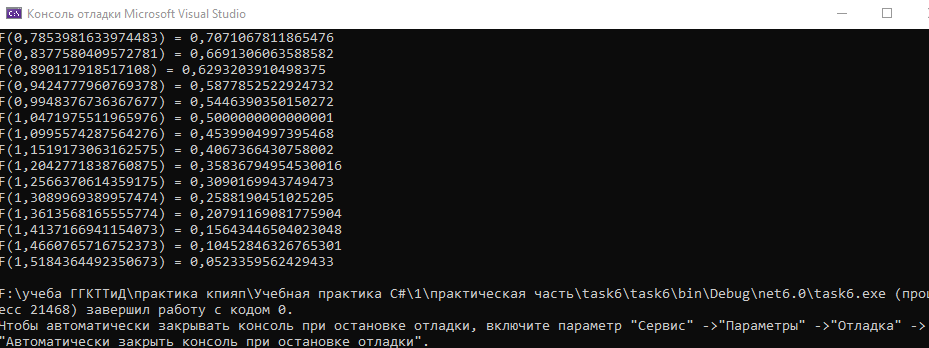 Консоль отладки Microsoft Visual Studio
F(0,7853981633974483) = 0,7071067811865476
F(0,8377580409572781) = 0,6691306063588582
F(0,890117918517108) = 0,6293203910498375
F(0,9424777960769378) = 0,5877852522924732
F(0,9948376736367677) = 0,5446390350150272
F(1,0471975511965976) = 0,5000000000000001
F(1,0995574287564276) = 0,4539904997395468
F(1,1519173063162575) = 0,4067366430758002
F(1,2042771838760875) = 0,35836794954530016
F(1,2566370614359175) = 0,3090169943749473
F(1,3089969389957474) = 0,2588190451025205
F(1,3613568165555774) = 0,20791169081775904
F(1,4137166941154073) = 0,15643446504023048
F(1,4660765716752373) = 0,10452846326765301
F(1,5184364492350673) = 0,0523359562429433
F:\учеба ГГКТТиД\практика кпияп\Учебная практика C#\1\практическая часть\task6\task6\bin\Debug\net6.0\task6.exe (проц
есс 21468) завершил работу с кодом 0.
Чтобы автоматически закрывать консоль при остановке отладки, включите параметр "Сервис" ->"Параметры" ->"Отладка" ->
"Автоматически закрыть консоль при остановке отладки".